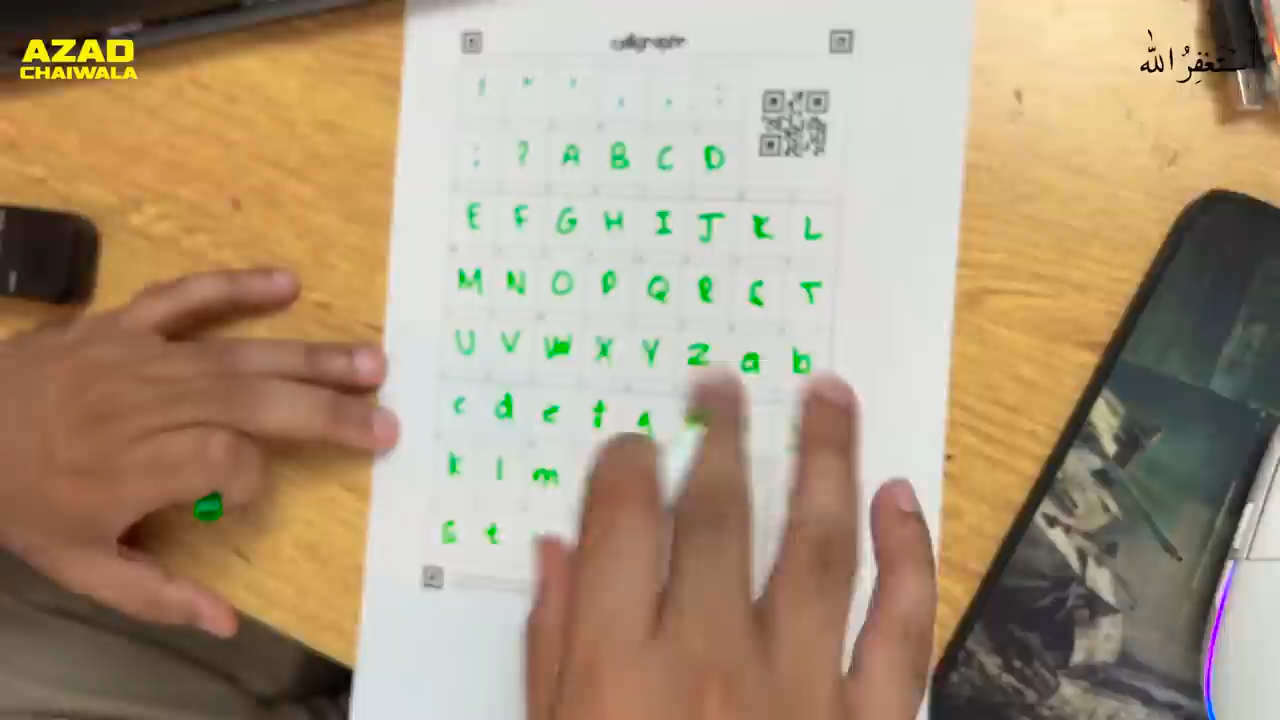 AZAD
CHAIWALA
أستغفر الله
calligraphr
! " ' , . ;
: ? A B C D
E F G H I J K L
M N O P Q R S T
U V W X Y Z a b
c d e f g
k l m
s t